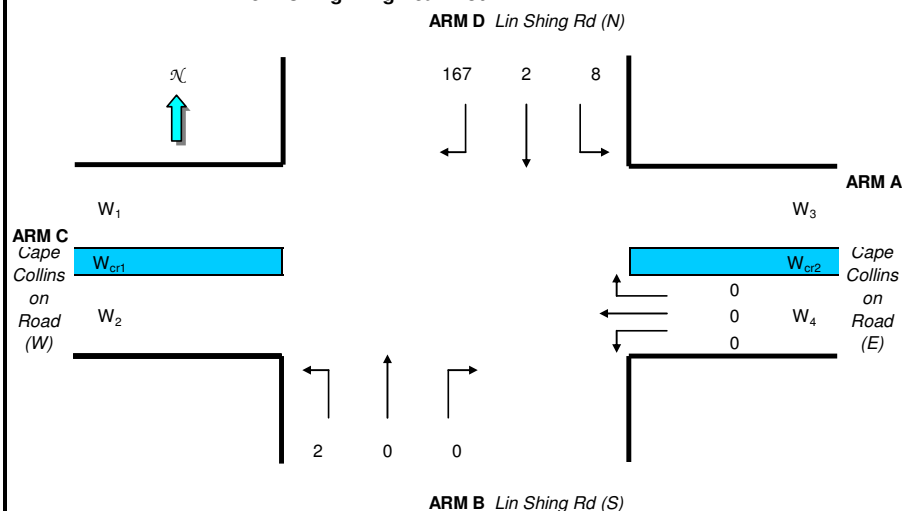 ARM D Lin Shing Rd (N)
N
167 2 8
ARM A
W1
W3
ARM C
Cape
Collins
on
Road
(W)
Wcr1
W2
Wcr2
Cape
Collins
on
Road
(E)
0
0
W4
0
2 0 0
ARM B Lin Shing Rd (S)